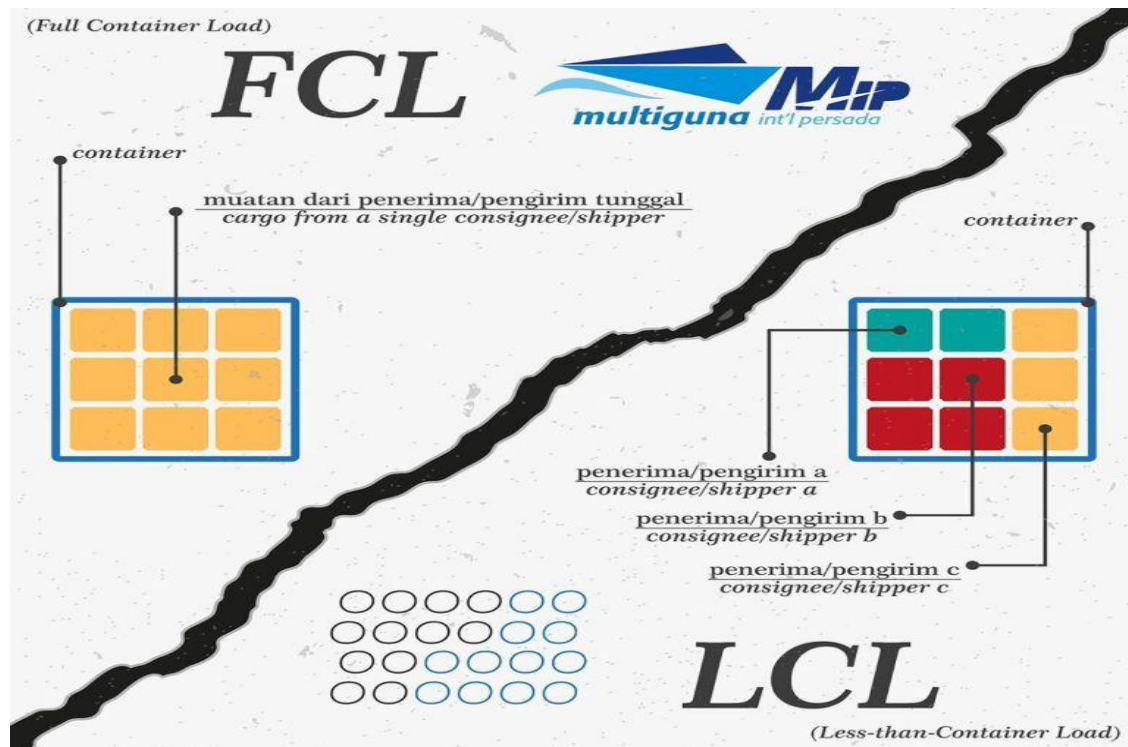 (Full Container Load)
FCL
MIP
multiguna int'l persada
container
muatan dari penerima/pengirim tunggal
cargo from a single consignee/shipper
container
penerima/pengirim a
consignee/shipper a
penerima/pengirim b
consignee/shipper b
penerima/pengirim c
consignee/shipper c
LCL
(Less-than-Container Load)